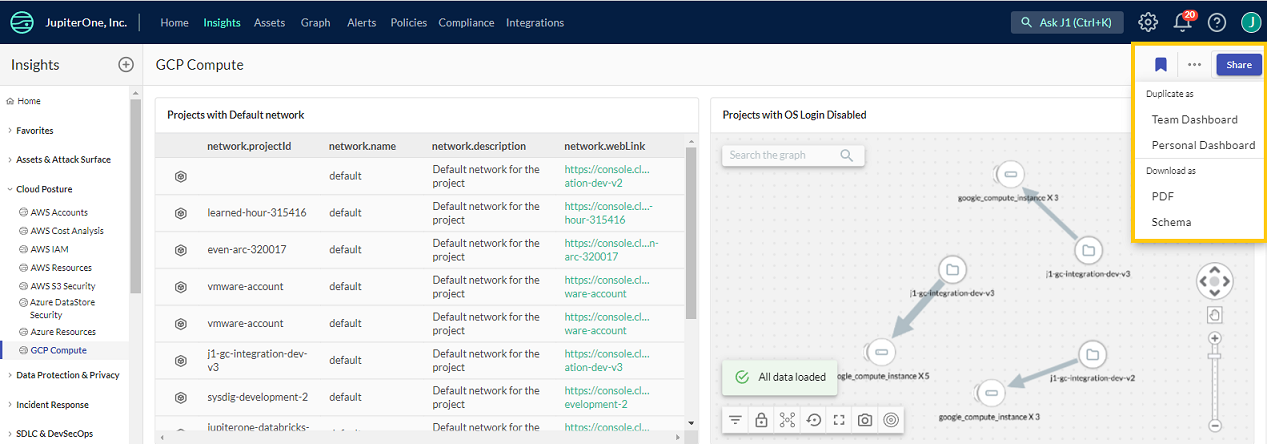 JupiterOne, Inc.
Home
Insights
Assets
Graph
Alerts
Policies
Compliance
Integrations
Ask J1 (Ctrl+K)
20
J
Insights
GCP Compute
Share
Home
Favorites
Assets & Attack Surface
Cloud Posture
AWS Accounts
AWS Cost Analysis
AWS IAM
AWS Resources
AWS S3 Security
Azure DataStore
Security
Azure Resources
GCP Compute
Data Protection & Privacy
Incident Response
SDLC & DevSecOps
Projects with Default network
network.projectId network.name network.description network.webLink
default Default network for the https://console.cl...
project ation-dev-v2
learned-hour-315416 default Default network for the https://console.cl...-
project hour-315416
even-arc-320017 default Default network for the https://console.cl...n-
project arc-320017
vmware-account default Default network for the https://console.cl...
project ware-account
vmware-account default Default network for the https://console.cl...
project ware-account
j1-gc-integration-dev- default Default network for the https://console.cl...
v3 project ation-dev-v3
sysdig-development-2 default Default network for the https://console.cl...
project evelopment-2
jupiterone-databricks- Default network for the https://console.cl...
Projects with OS Login Disabled
Search the graph
google_compute_instance X 3
j1-gc-integration-dev-v3
j1-gc-integration-dev-v3
google_compute_instance X 5
j1-gc-integration-dev-v2
google_compute_instance X 3
All data loaded
Duplicate as
Team Dashboard
Personal Dashboard
Download as
PDF
Schema